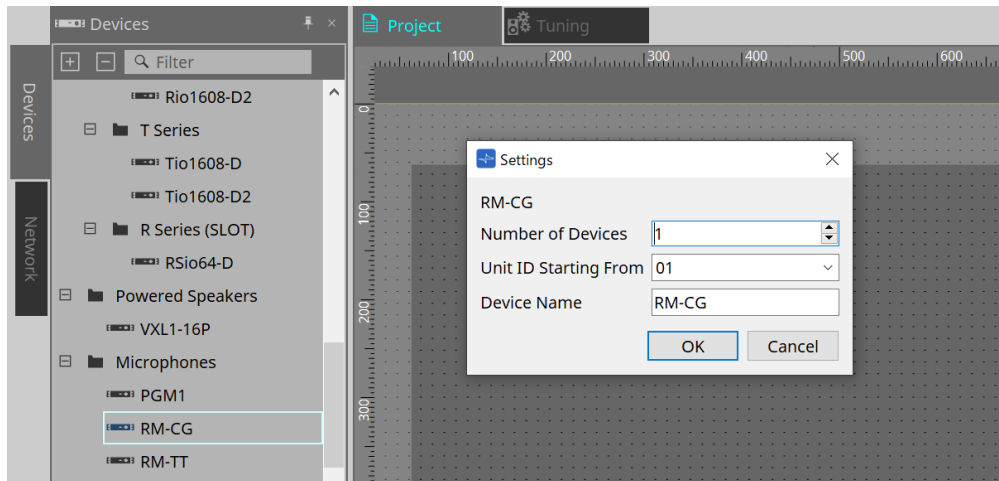 Devices
Filter
Devices
Network
Rio1608-D2
T Series
Tio1608-D
Tio1608-D2
R Series (SLOT)
RSio64-D
Powered Speakers
VXL1-16P
Microphones
PGM1
RM-CG
RM-TT
Project
Tuning
100 200 300 400 500 600
0
100
200
300
Settings
RM-CG
Number of Devices 1
Unit ID Starting From 01
Device Name RM-CG
OK Cancel